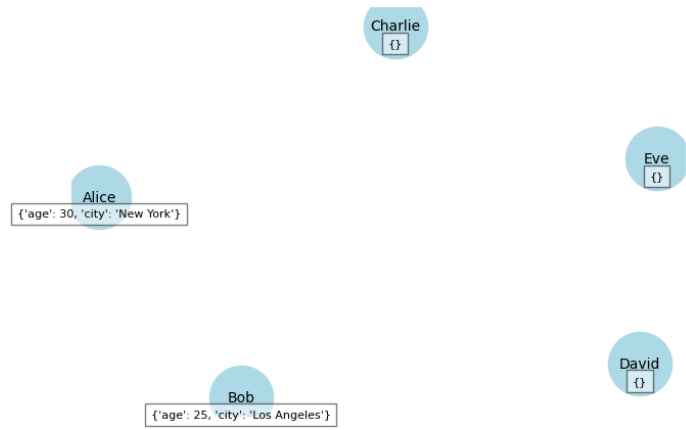 Charlie
{}
Eve
{}
Alice
{'age': 30, 'city': 'New York'}
David
{}
Bob
{'age': 25, 'city': 'Los Angeles'}